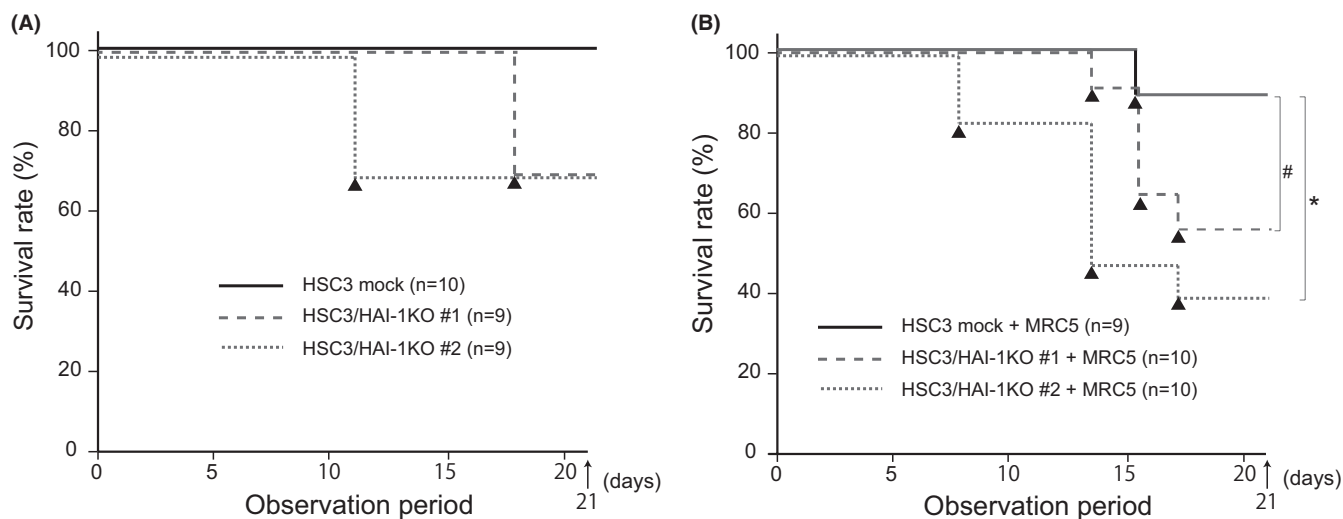 (A)
100
80
60
40
20
0
Survival rate (%)
HSC3 mock (n=10)
HSC3/HAI-1KO #1 (n=9)
HSC3/HAI-1KO #2 (n=9)
0 5 10 15 20 (days)
21
Observation period
(B)
100
80
60
40
20
0
Survival rate (%)
#
*
HSC3 mock + MRC5 (n=9)
HSC3/HAI-1KO #1 + MRC5 (n=10)
HSC3/HAI-1KO #2 + MRC5 (n=10)
0 5 10 15 20 (days)
21
Observation period